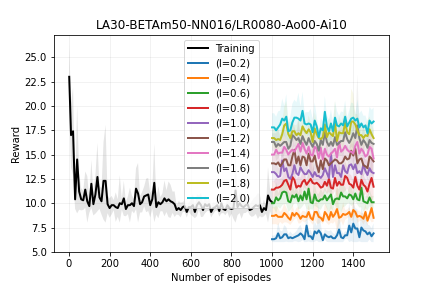 LA30-BETAm50-NN016/LR0080-Ao00-Ai10
Reward
25.0
22.5
20.0
17.5
15.0
12.5
10.0
7.5
5.0
Training
(l=0.2)
(l=0.4)
(l=0.6)
(l=0.8)
(l=1.0)
(l=1.2)
(l=1.4)
(l=1.6)
(l=1.8)
(l=2.0)
0 200 400 600 800 1000 1200 1400
Number of episodes